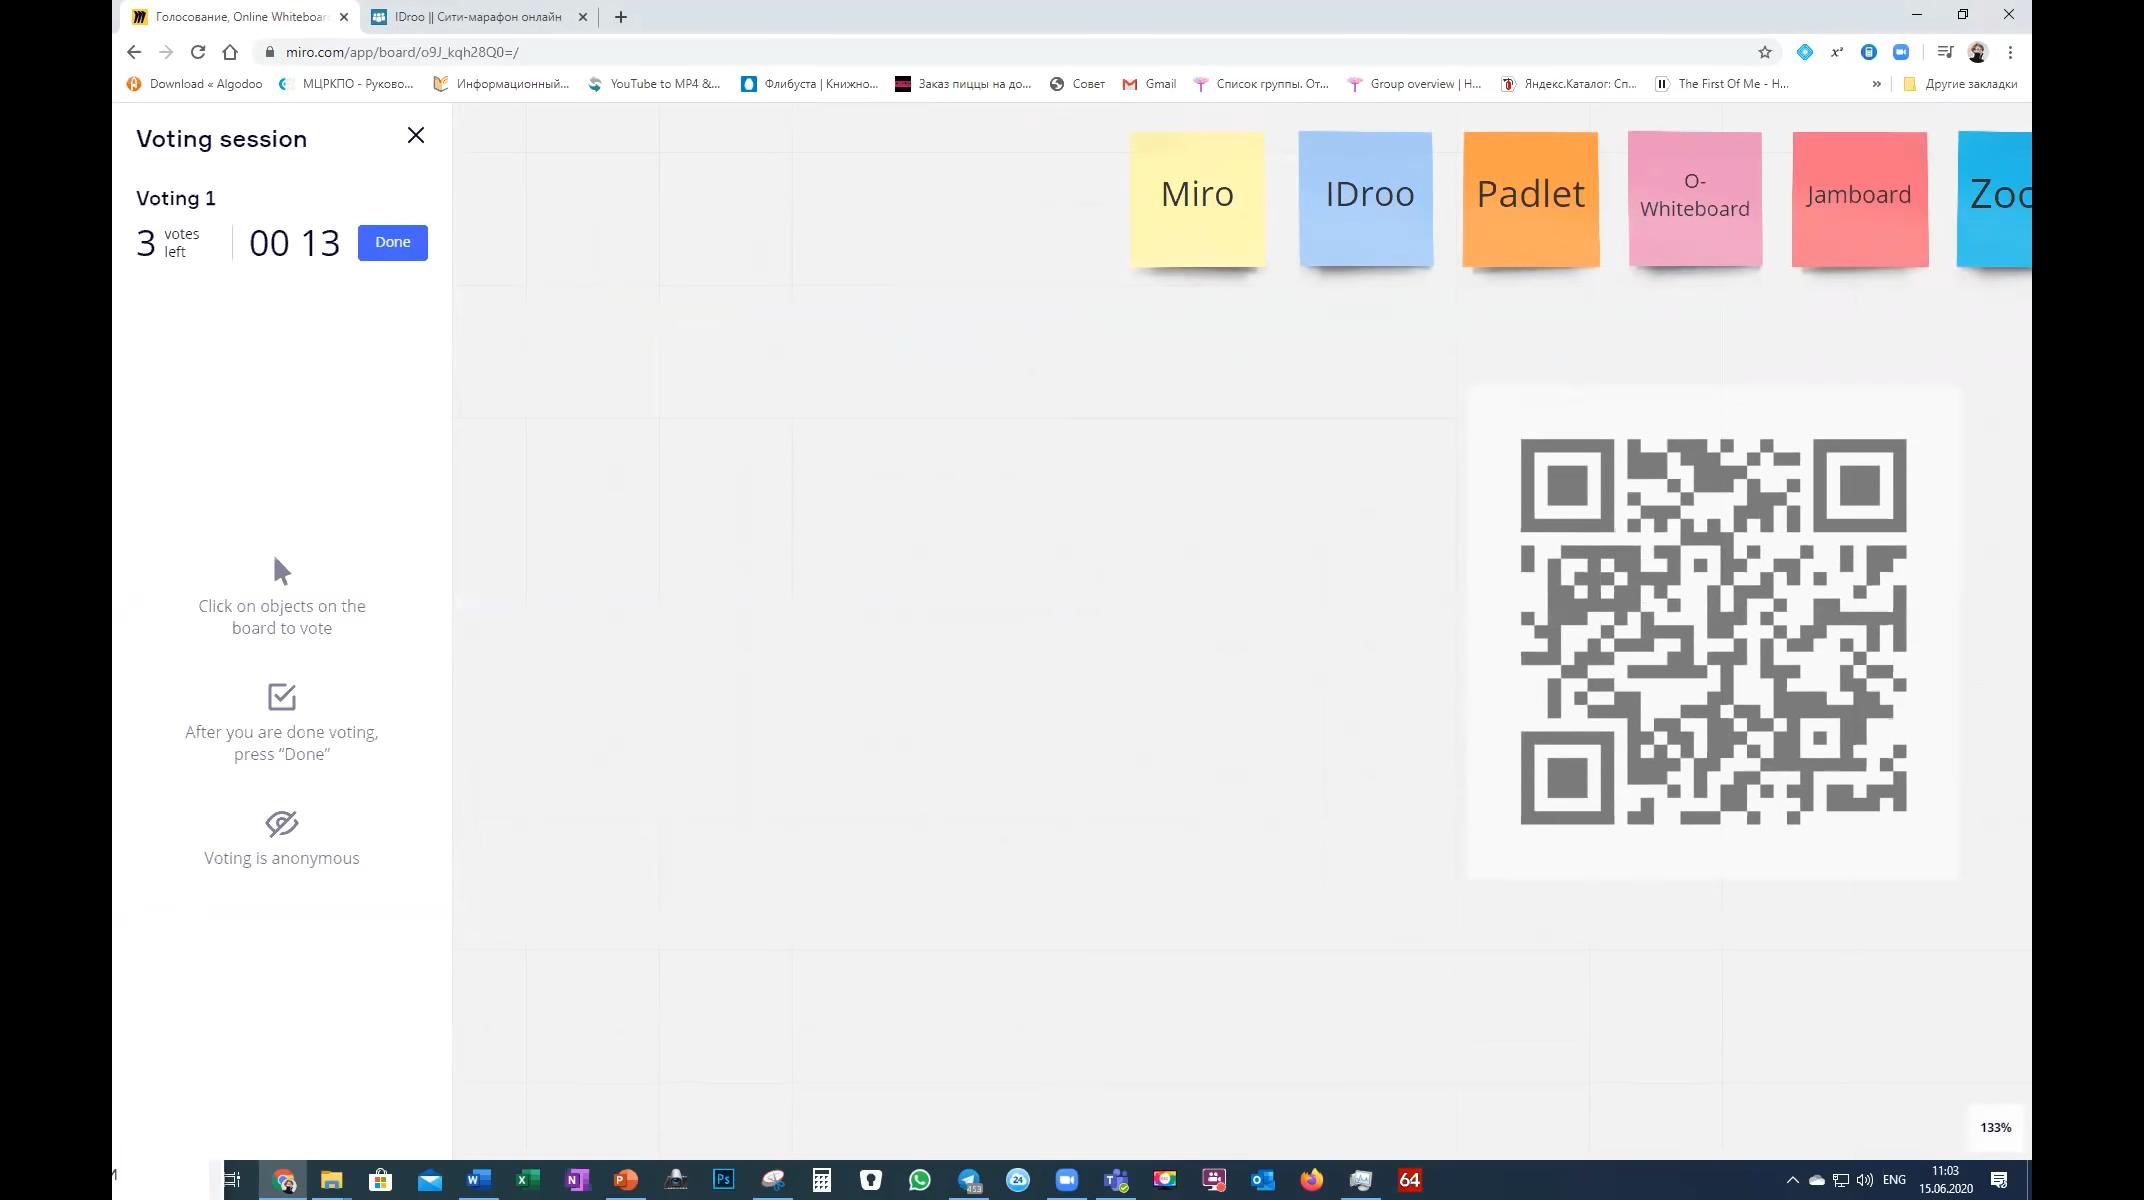 Голосование, Online Whiteboar
IDroo || Сити-марафон онлайн
miro.com/app/board/o9J_kqh28Q0=/
Download « Algodoo
МЦРКПО - Руково...
Информационный...
YouTube to MP4 &...
Флибуста | Книжно...
Заказ пиццы на до...
Совет
Gmail
Список группы. От...
Group overview | H...
Яндекс.Каталог: Сп...
The First Of Me - H...
»
Другие закладки
Voting session
Voting 1
3 votes left
00 13
Done
Click on objects on the
board to vote
After you are done voting,
press “Done”
Voting is anonymous
Miro
IDroo
Padlet
O-
Whiteboard
Jamboard
Zoo
133%
453
24
64
ENG
11:03
15.06.2020